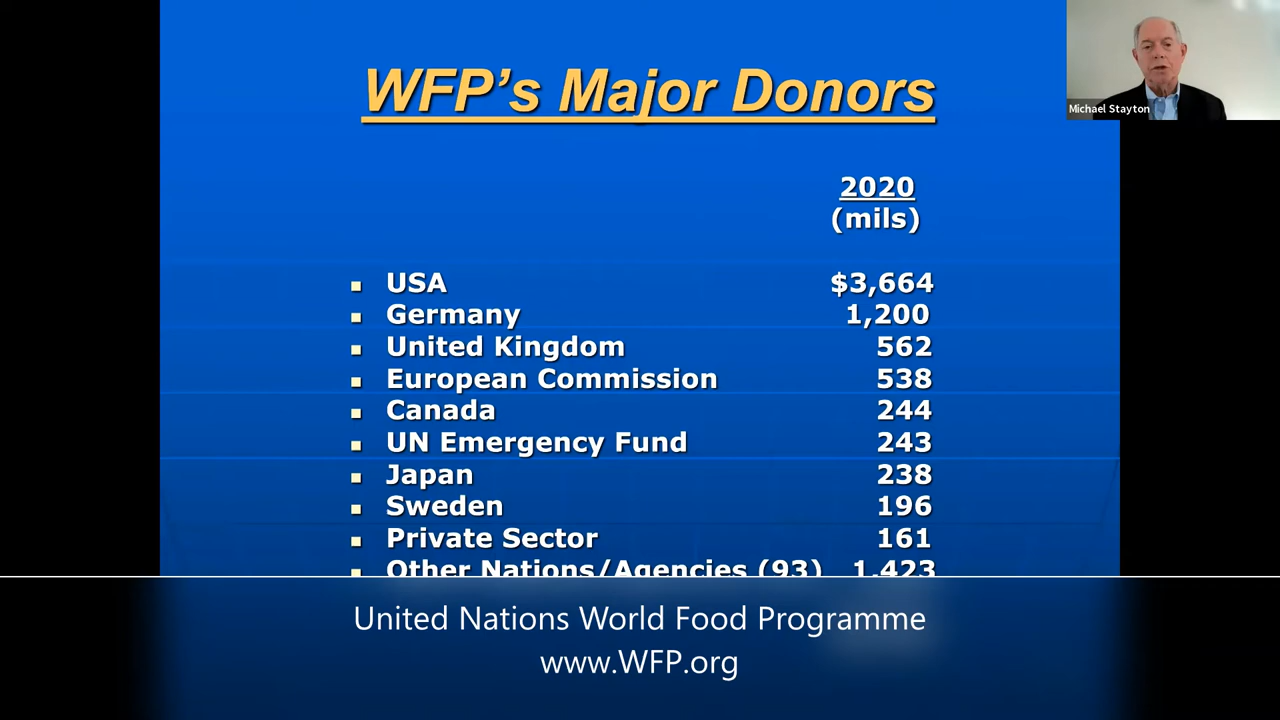 WFP's Major Donors
Michael Stayton
2020
(mils)
USA $3,664
Germany 1,200
United Kingdom 562
European Commission 538
Canada 244
UN Emergency Fund 243
Japan 238
Sweden 196
Private Sector 161
Other Nations/Agencies (93) 1,423
United Nations World Food Programme
www.WFP.org